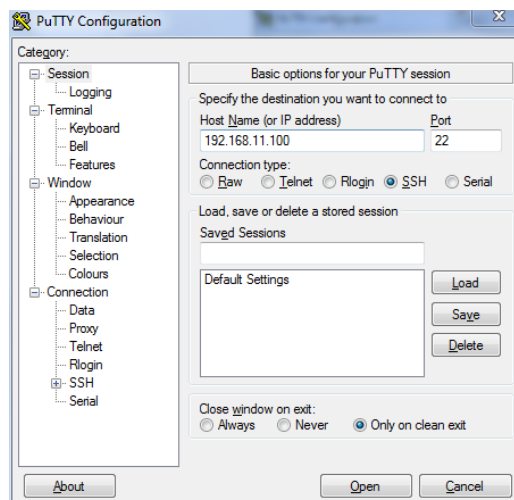 PuTTY Configuration
Category:
Session
Logging
Terminal
Keyboard
Bell
Features
Window
Appearance
Behaviour
Translation
Selection
Colours
Connection
Data
Proxy
Telnet
Rlogin
SSH
Serial
Basic options for your PuTTY session
Specify the destination you want to connect to
Host Name (or IP address) Port
192.168.11.100 22
Connection type:
Raw Telnet Rlogin SSH Serial
Load, save or delete a stored session
Saved Sessions
Default Settings
Load
Save
Delete
Close window on exit:
Always Never Only on clean exit
About Open Cancel